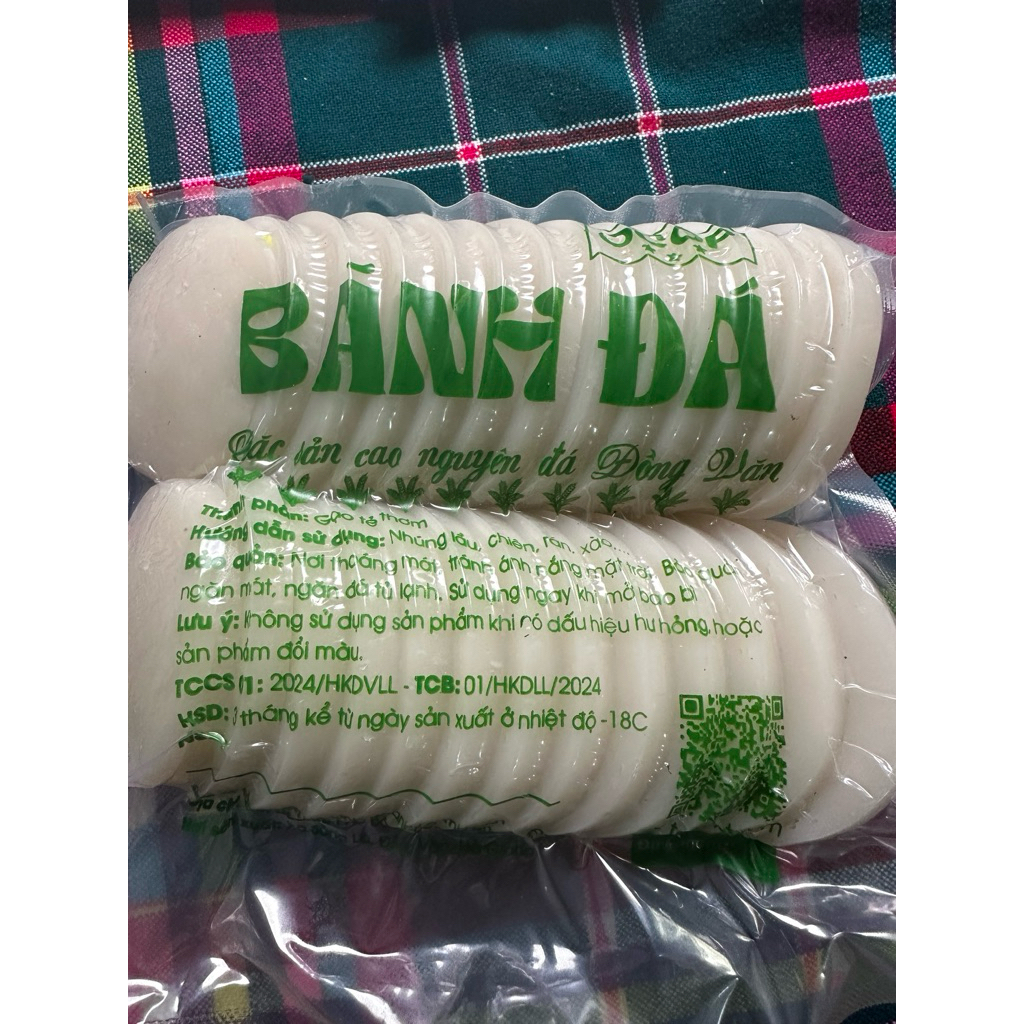 BÁNH ĐÁ
Đặc sản cao nguyên đá Đồng Văn
Thành phần: Gạo tẻ thơm
Hướng dẫn sử dụng: Nhúng lẩu, chiên, rán, xào...
Bảo quản: Nơi thoáng mát, tránh ánh nắng mặt trời. Bảo quản
ngăn mát, ngăn đá tủ lạnh. Sử dụng ngay khi mở bao bì
Lưu ý: Không sử dụng sản phẩm khi có dấu hiệu hư hỏng, hoặc
sản phẩm đổi màu.
TCCS 01: 2024/HKDVLL - TCB: 01/HKDLL/2024
HSD: tháng kể từ ngày sản xuất ở nhiệt độ -18C